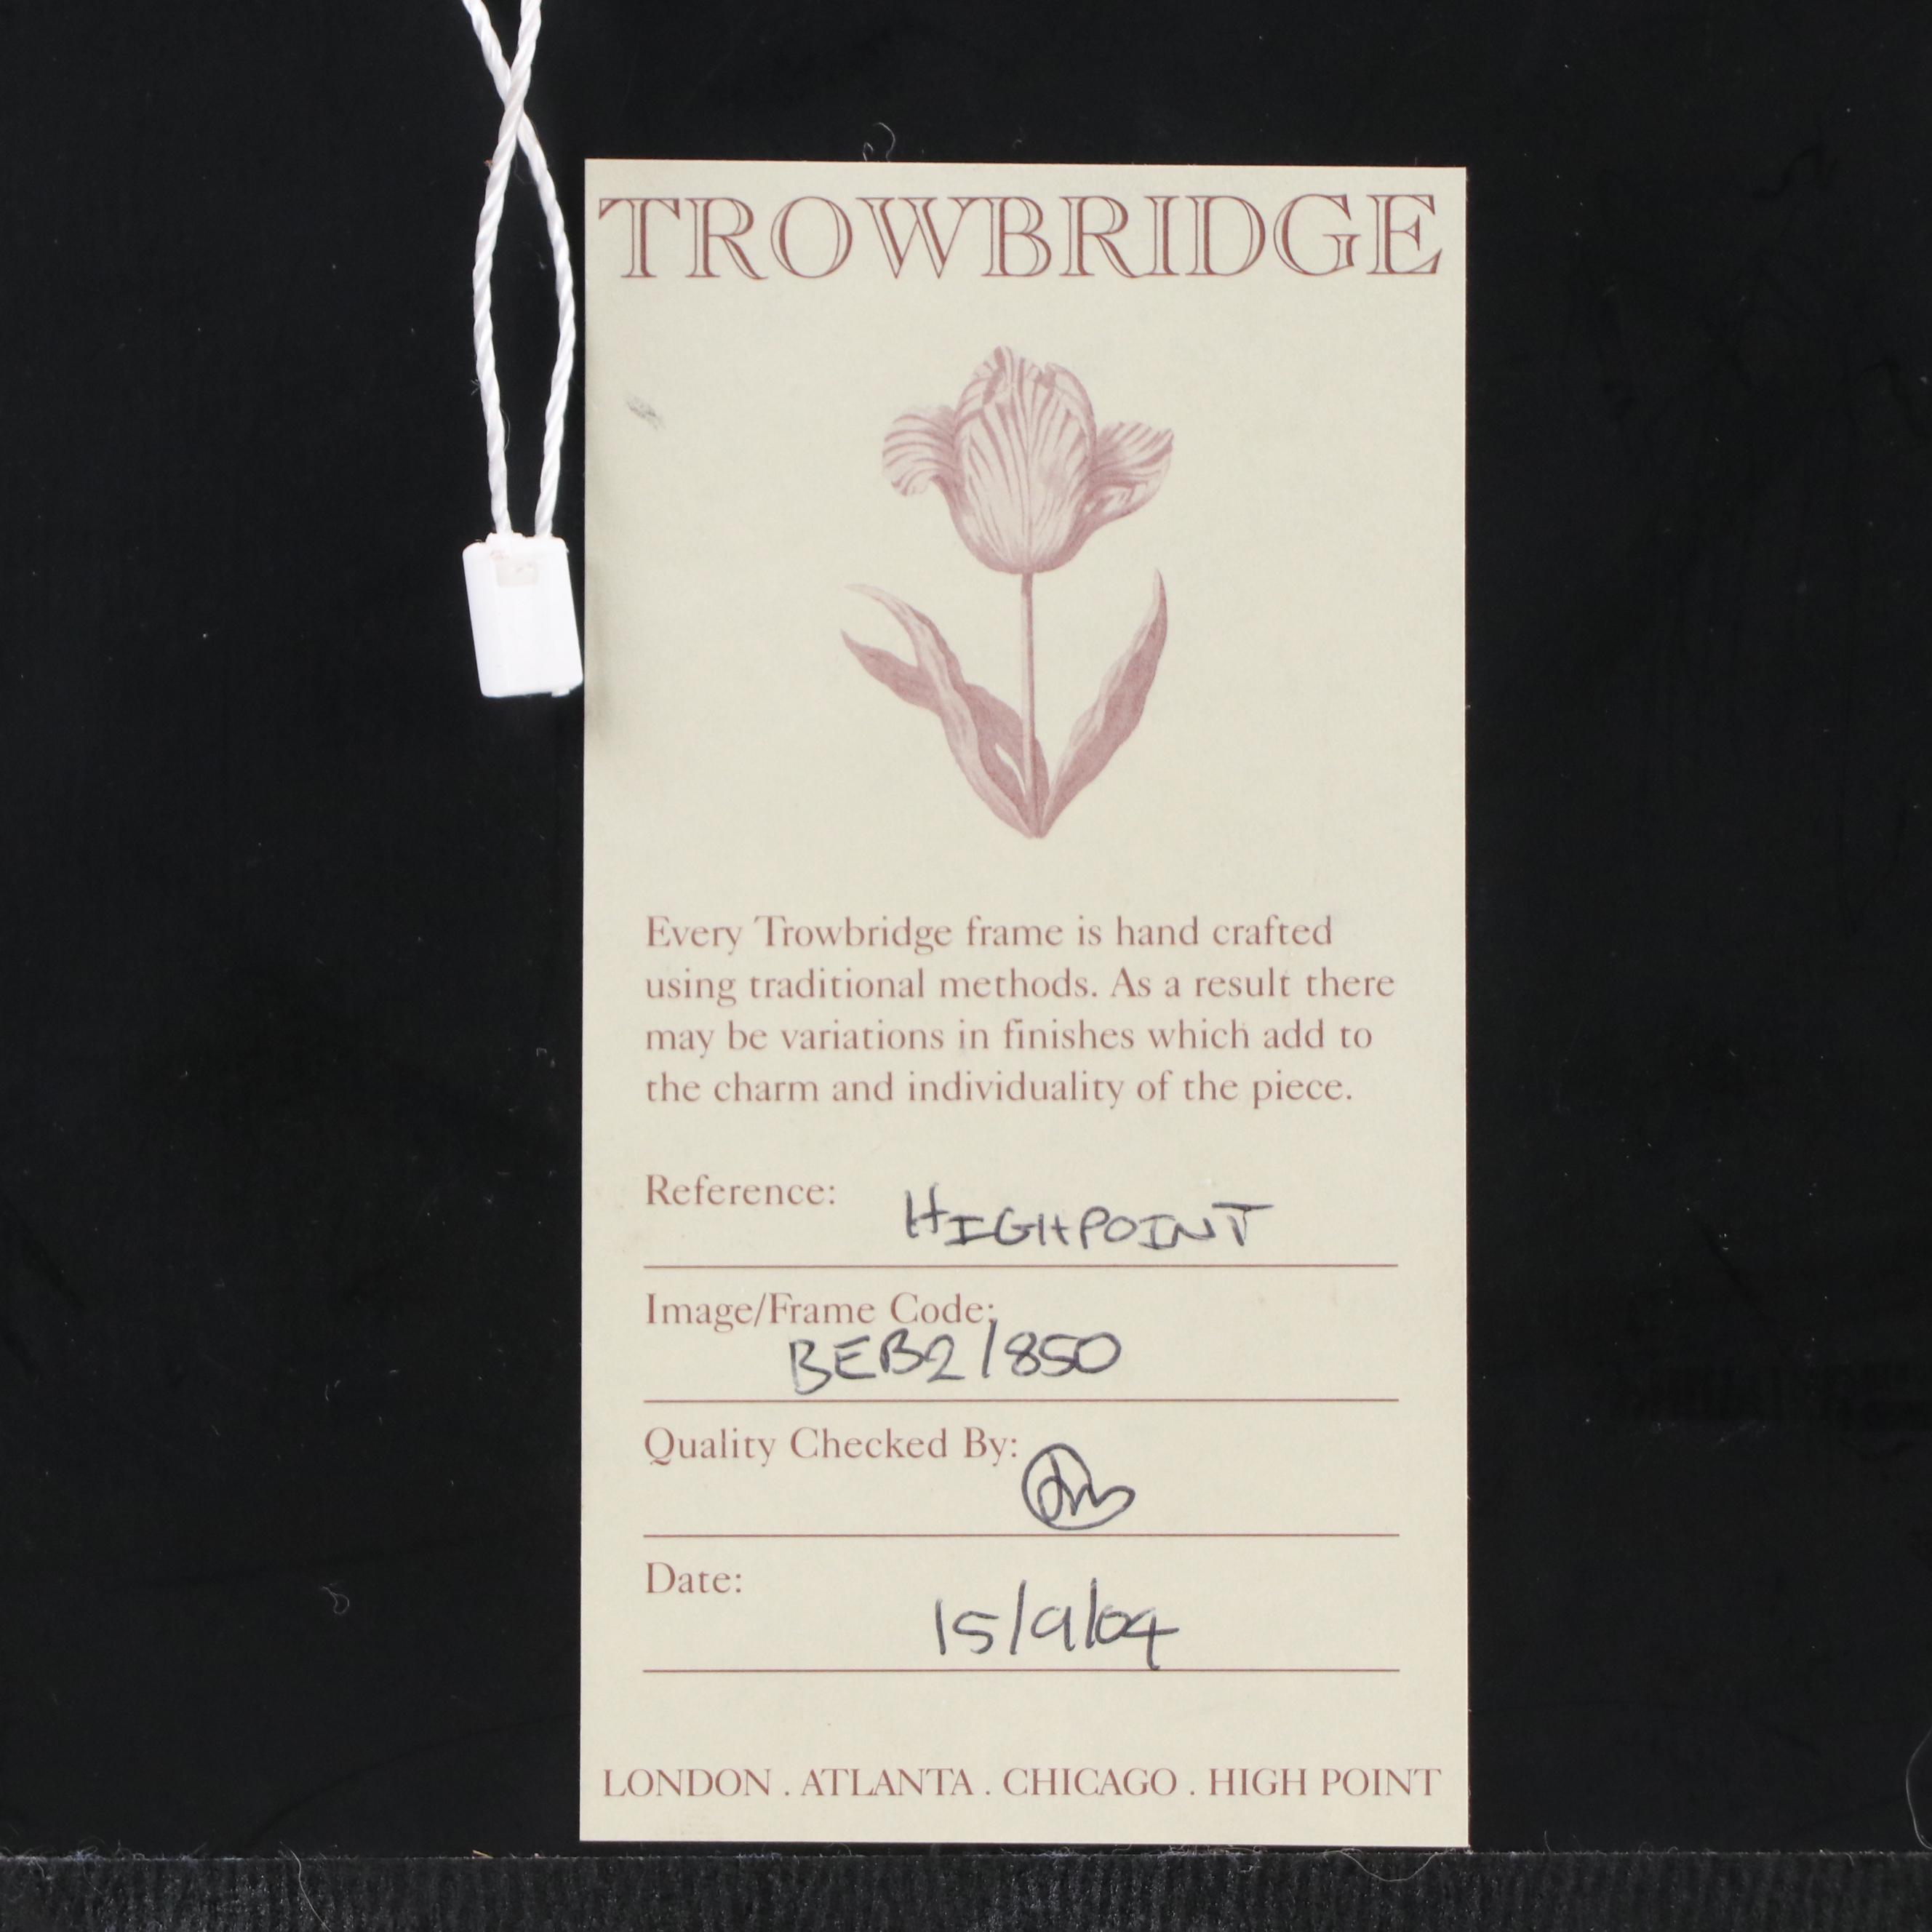 TROWBRIDGE
Every Trowbridge frame is hand crafted
using traditional methods. As a result there
may be variations in finishes which add to
the charm and individuality of the piece.
Reference: HIGHPOINT
Image/Frame Code:
BEB2/850
Quality Checked By:
Date:
15/9/04
LONDON . ATLANTA . CHICAGO . HIGH POINT